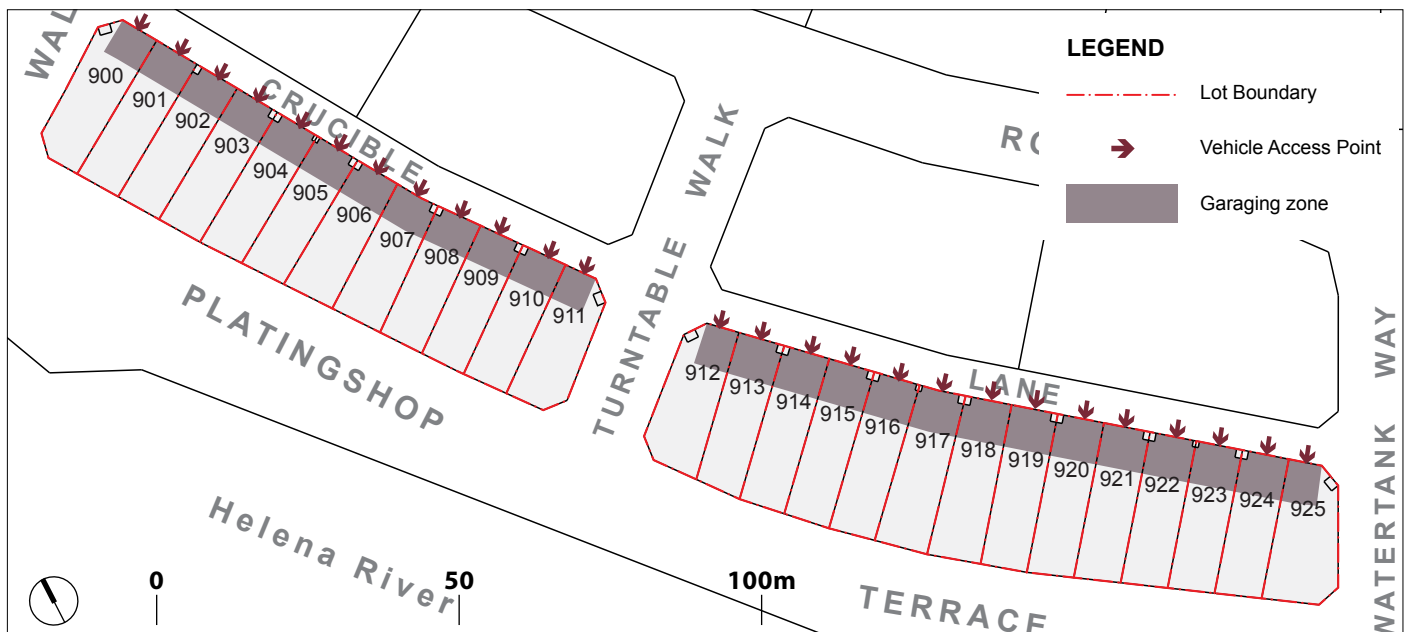 WAL
CRUCIBLE
900
901
902
903
904
905
906
907
908
909
910
911
PLATINGSHOP
TURNTABLE WALK
LANE
912
913
914
915
916
917
918
919
920
921
922
923
924
925
TERRACE
WATERTANK WAY
Helena River
0 50 100m
LEGEND
Lot Boundary
Vehicle Access Point
Garaging zone